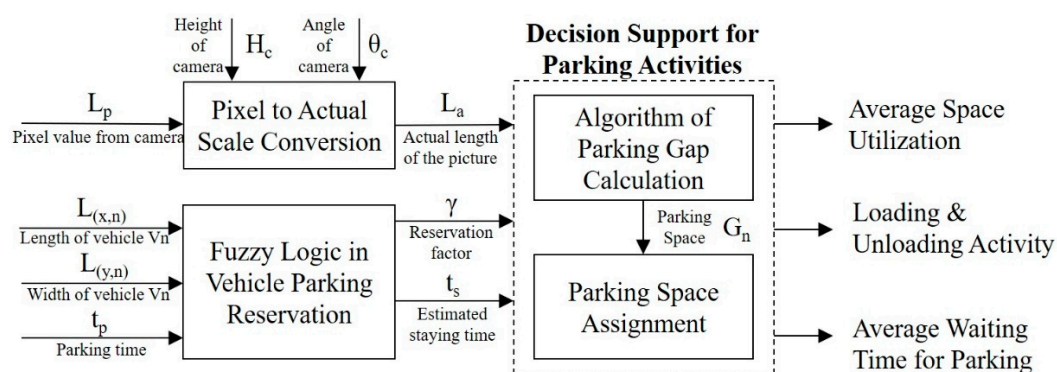 Height
of
camera
H_c
Angle
of
camera
θ_c
Decision Support for
Parking Activities
L_p
Pixel value from camera
Pixel to Actual
Scale Conversion
L_a
Actual length
of the picture
Algorithm of
Parking Gap
Calculation
Average Space
Utilization
L_(x,n)
Length of vehicle Vn
L_(y,n)
Width of vehicle Vn
t_p
Parking time
Fuzzy Logic in
Vehicle Parking
Reservation
γ
Reservation
factor
t_s
Estimated
staying time
Parking
Space
G_n
Parking Space
Assignment
Loading &
Unloading Activity
Average Waiting
Time for Parking